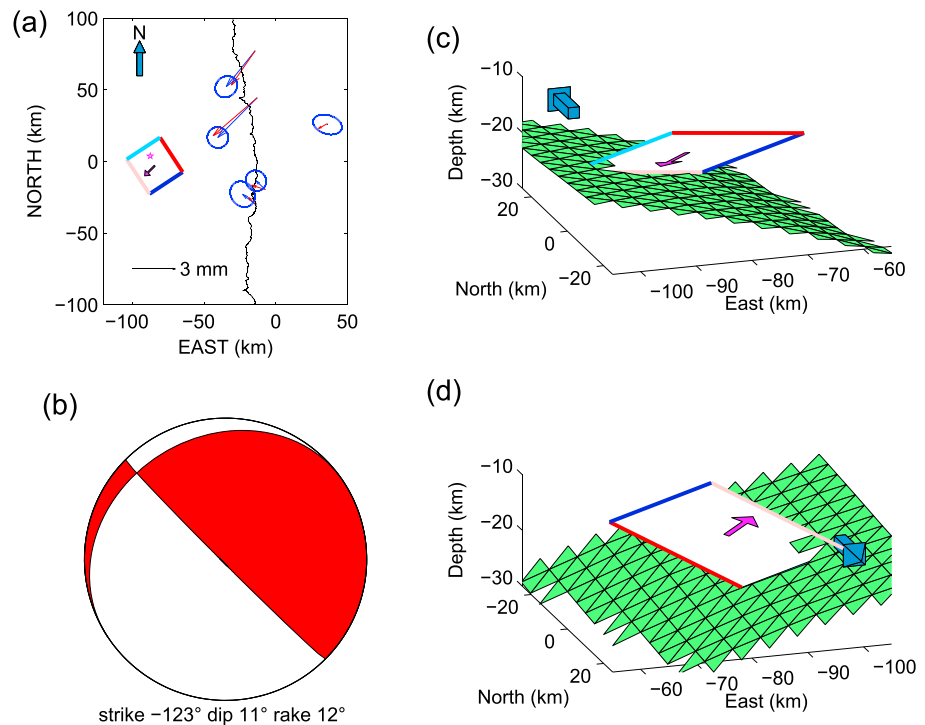 (a)
N
100
50
0
−50
−100
NORTH (km)
3 mm
−100 −50 0 50
EAST (km)
(b)
strike −123° dip 11° rake 12°
(c)
−10
−20
−30
Depth (km)
20
0
−20
North (km)
−100 −90 −80 −70 −60
East (km)
(d)
−10
−20
−30
Depth (km)
−20
0
20
North (km)
−60 −70 −80 −90 −100
East (km)